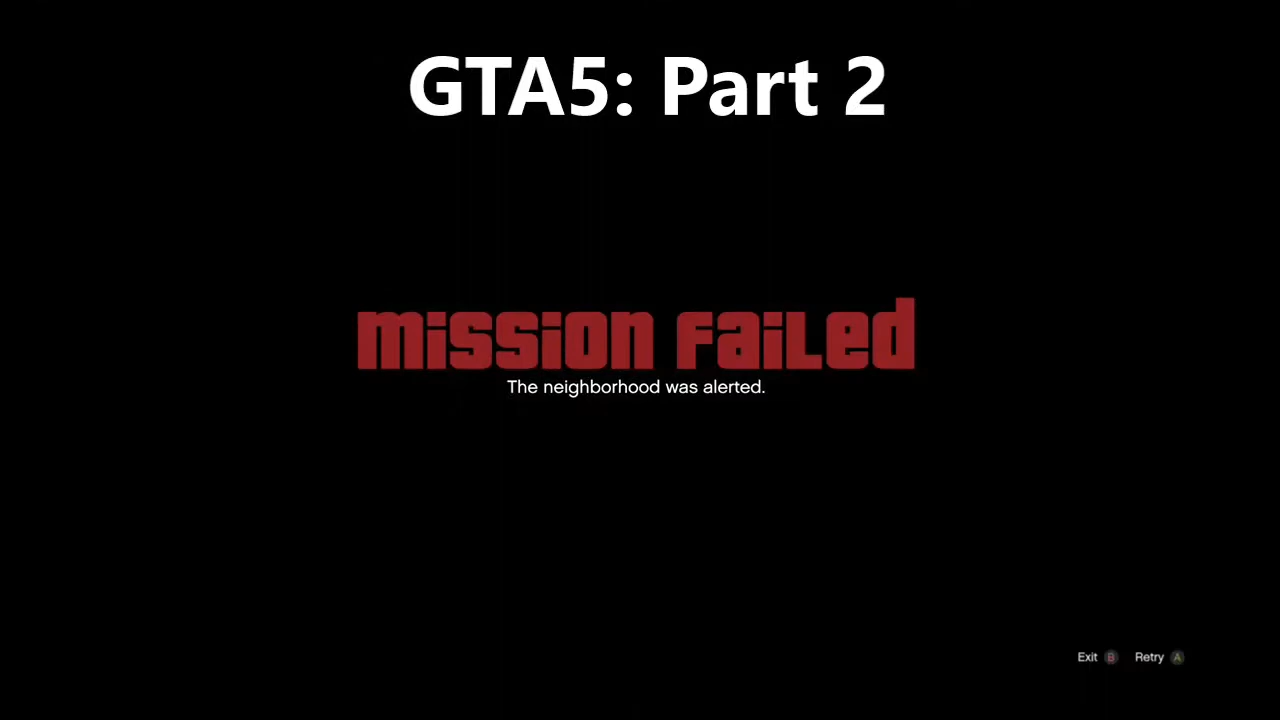 GTA5: Part 2
mission failed
The neighborhood was alerted.
Exit B Retry A